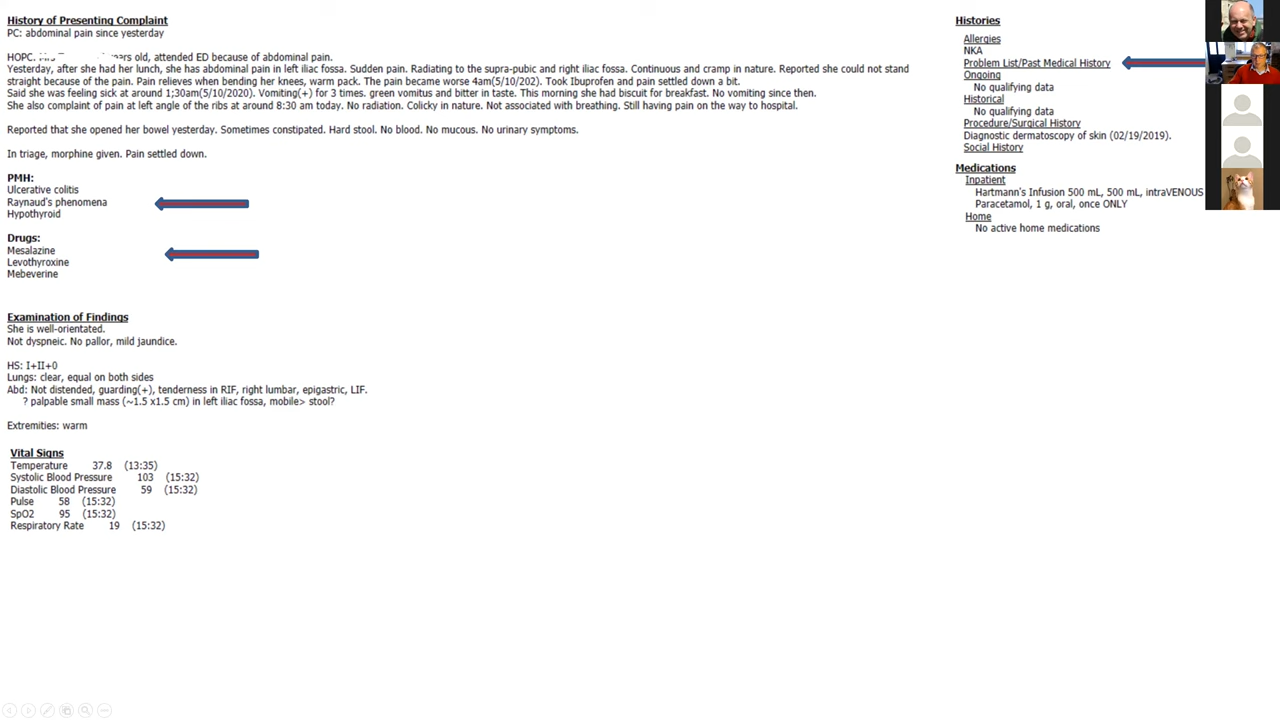 History of Presenting Complaint
PC: abdominal pain since yesterday
HOPC: years old, attended ED because of abdominal pain.
Yesterday, after she had her lunch, she has abdominal pain in left iliac fossa. Sudden pain. Radiating to the supra-pubic and right iliac fossa. Continuous and cramp in nature. Reported she could not stand
straight because of the pain. Pain relieves when bending her knees, warm pack. The pain became worse 4am(5/10/202). Took Ibuprofen and pain settled down a bit.
Said she was feeling sick at around 1;30am(5/10/2020). Vomiting(+) for 3 times. green vomitus and bitter in taste. This morning she had biscuit for breakfast. No vomiting since then.
She also complaint of pain at left angle of the ribs at around 8:30 am today. No radiation. Colicky in nature. Not associated with breathing. Still having pain on the way to hospital.
Reported that she opened her bowel yesterday. Sometimes constipated. Hard stool. No blood. No mucous. No urinary symptoms.
In triage, morphine given. Pain settled down.
PMH:
Ulcerative colitis
Raynaud's phenomena
Hypothyroid
Drugs:
Mesalazine
Levothyroxine
Mebeverine
Examination of Findings
She is well-orientated.
Not dyspneic. No pallor, mild jaundice.
HS: I+II+0
Lungs: clear, equal on both sides
Abd: Not distended, guarding(+), tenderness in RIF, right lumbar, epigastric, LIF.
? palpable small mass (~1.5 x1.5 cm) in left iliac fossa, mobile> stool?
Extremities: warm
Vital Signs
Temperature 37.8 (13:35)
Systolic Blood Pressure 103 (15:32)
Diastolic Blood Pressure 59 (15:32)
Pulse 58 (15:32)
SpO2 95 (15:32)
Respiratory Rate 19 (15:32)
Histories
Allergies
NKA
Problem List/Past Medical History
Ongoing
No qualifying data
Historical
No qualifying data
Procedure/Surgical History
Diagnostic dermatoscopy of skin (02/19/2019).
Social History
Medications
Inpatient
Hartmann's Infusion 500 mL, 500 mL, intraVENOUS
Paracetamol, 1 g, oral, once ONLY
Home
No active home medications